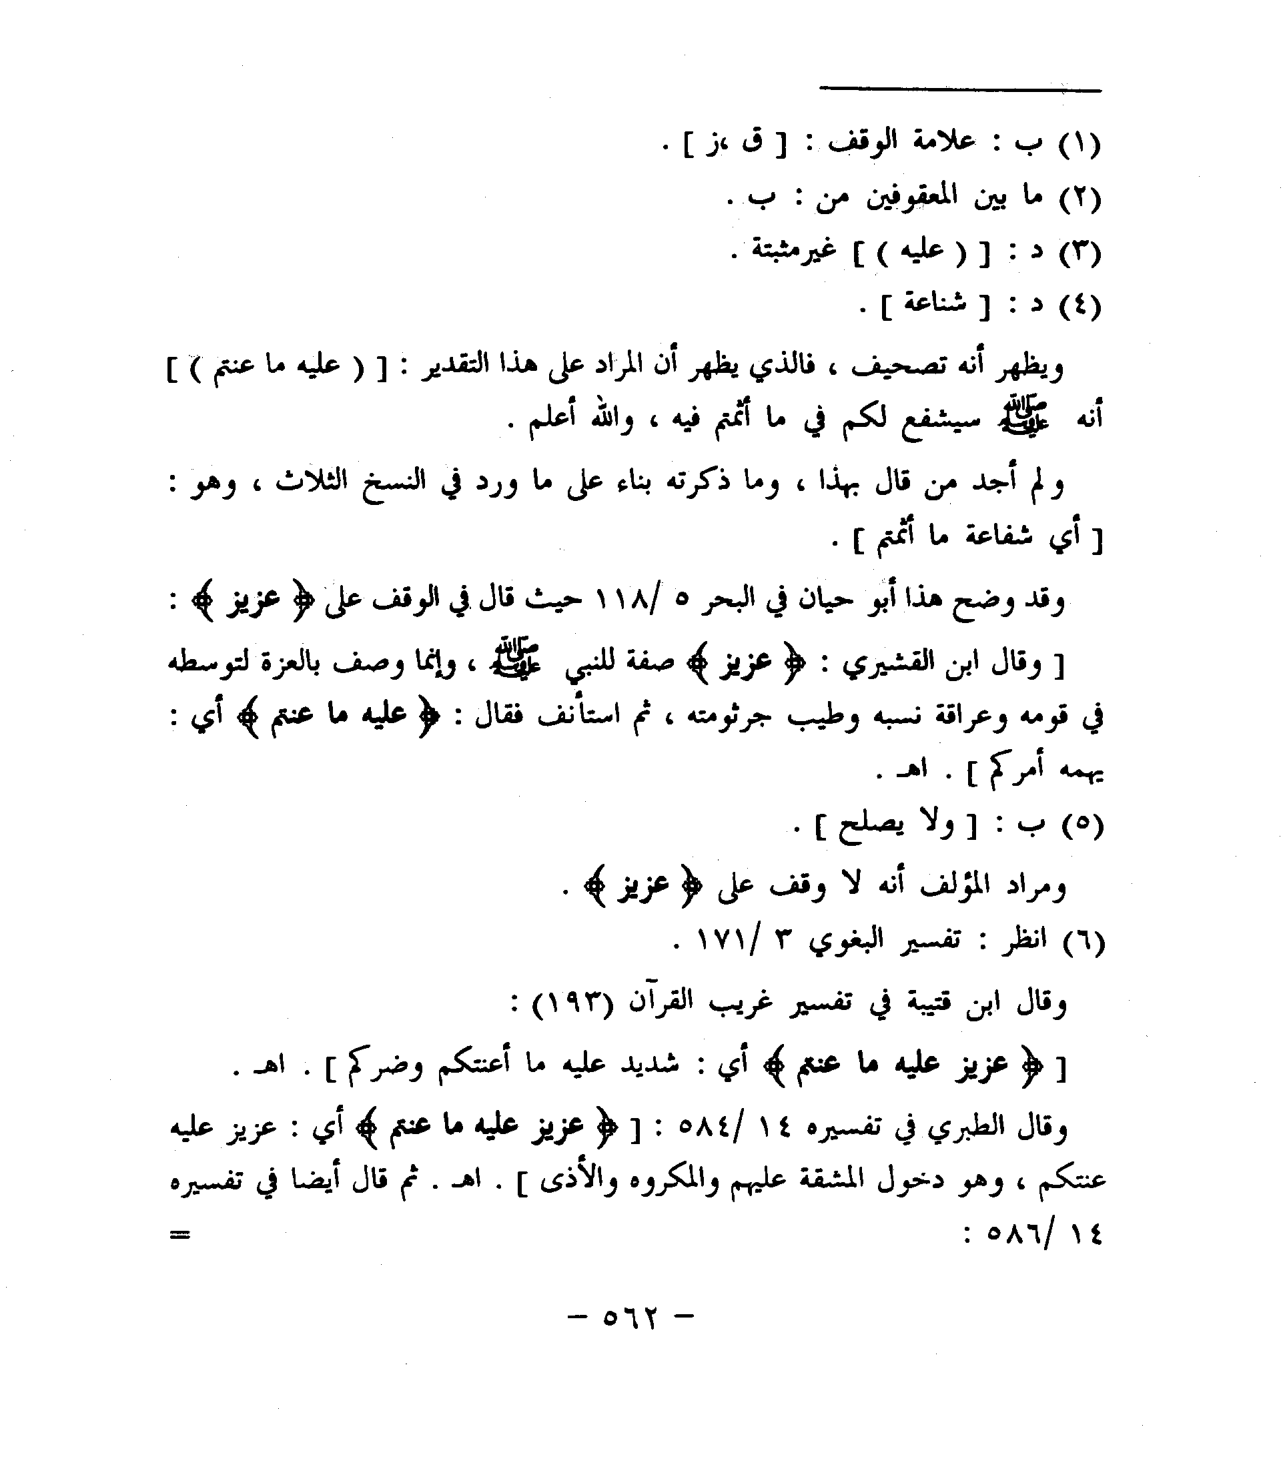 (١) ب : علامة الوقف : [ ق ،ز ] .
(٢) ما بين المعقوفين من : ب .
(٣) د : [ ( عليه ) ] غير مثبتة .
(٤) د : [ شناعة ] .
ويظهر أنه تصحيف ، فالذي يظهر أن المراد على هذا التقدير : [ ( عليه ما عنتم ) ]
أنه ﷺ سيشفع لكم في ما أثمتم فيه ، والله أعلم .
ولم أجد من قال بهذا ، وما ذكرته بناء على ما ورد في النسخ الثلاث ، وهو :
[ أي شفاعة ما أثمتم ] .
وقد وضح هذا أبو حيان في البحر ٥ /١١٨ حيث قال في الوقف على ﴿ عزيز ﴾ :
[ وقال ابن القشيري : ﴿ عزيز ﴾ صفة للنبي ﷺ ، وإنما وصف بالعزة لتوسطه
في قومه وعراقة نسبه وطيب جرثومته ، ثم استأنف فقال : ﴿ عليه ما عنتم ﴾ أي :
يهمه أمركم ] . اهـ .
(٥) ب : [ ولا يصلح ] .
ومراد المؤلف أنه لا وقف على ﴿ عزيز ﴾ .
(٦) انظر : تفسير البغوي ٣ /١٧١ .
وقال ابن قتيبة في تفسير غريب القرآن (١٩٣) :
[ ﴿ عزيز عليه ما عنتم ﴾ أي : شديد عليه ما أعنتكم وضركم ] . اهـ .
وقال الطبري في تفسيره ١٤ /٥٨٤ : [ ﴿ عزيز عليه ما عنتم ﴾ أي : عزيز عليه
عنتكم ، وهو دخول المشقة عليهم والمكروه والأذى ] . اهـ . ثم قال أيضا في تفسيره
١٤ /٥٨٦ : =
– ٥٦٢ –